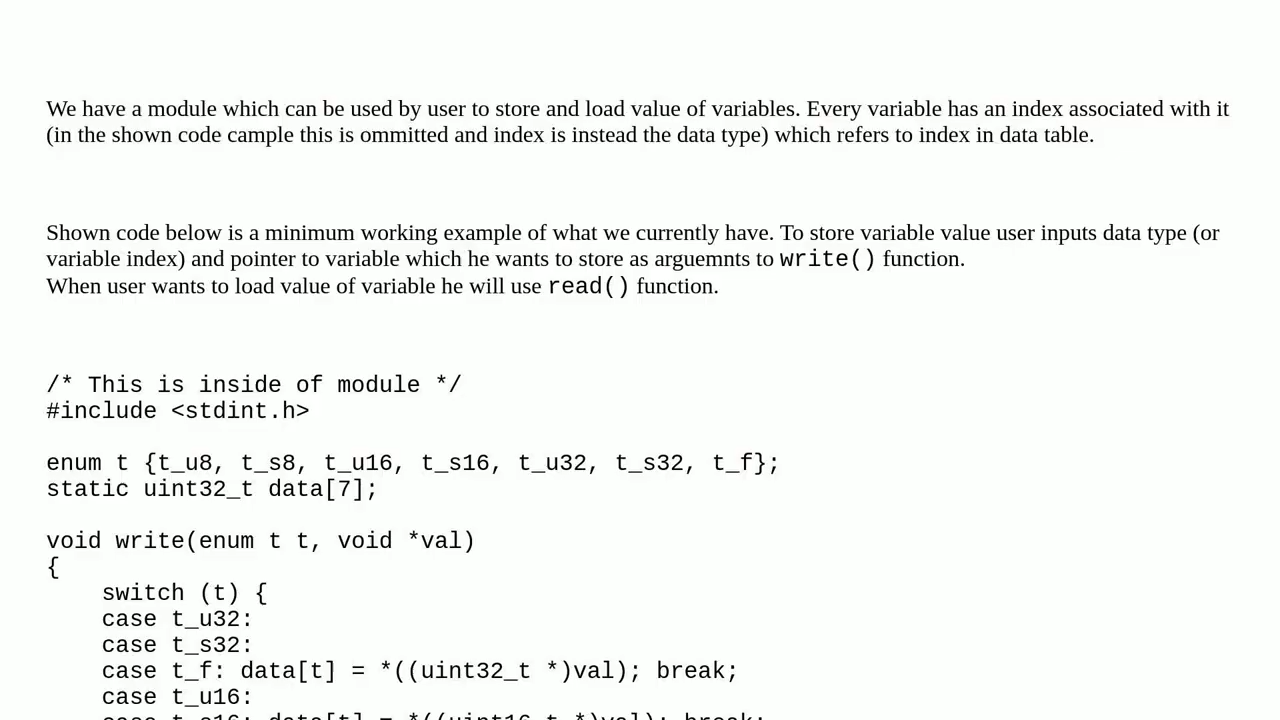 We have a module which can be used by user to store and load value of variables. Every variable has an index associated with it
(in the shown code cample this is ommitted and index is instead the data type) which refers to index in data table.
Shown code below is a minimum working example of what we currently have. To store variable value user inputs data type (or
variable index) and pointer to variable which he wants to store as arguemnts to write() function.
When user wants to load value of variable he will use read() function.
/* This is inside of module */
#include <stdint.h>
enum t {t_u8, t_s8, t_u16, t_s16, t_u32, t_s32, t_f};
static uint32_t data[7];
void write(enum t t, void *val)
{
    switch (t) {
    case t_u32:
    case t_s32:
    case t_f: data[t] = *((uint32_t *)val); break;
    case t_u16:
    case t_s16: data[t] = *((uint16_t *)val); break;